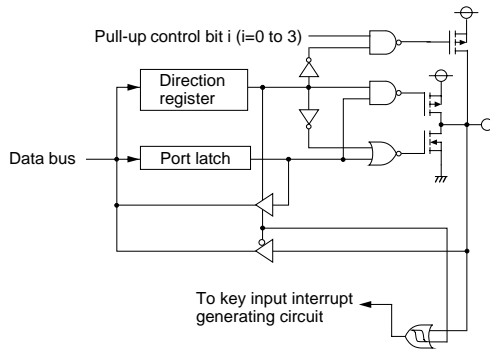 Pull-up control bit i (i=0 to 3)
Direction
register
Data bus
Port latch
To key input interrupt
generating circuit